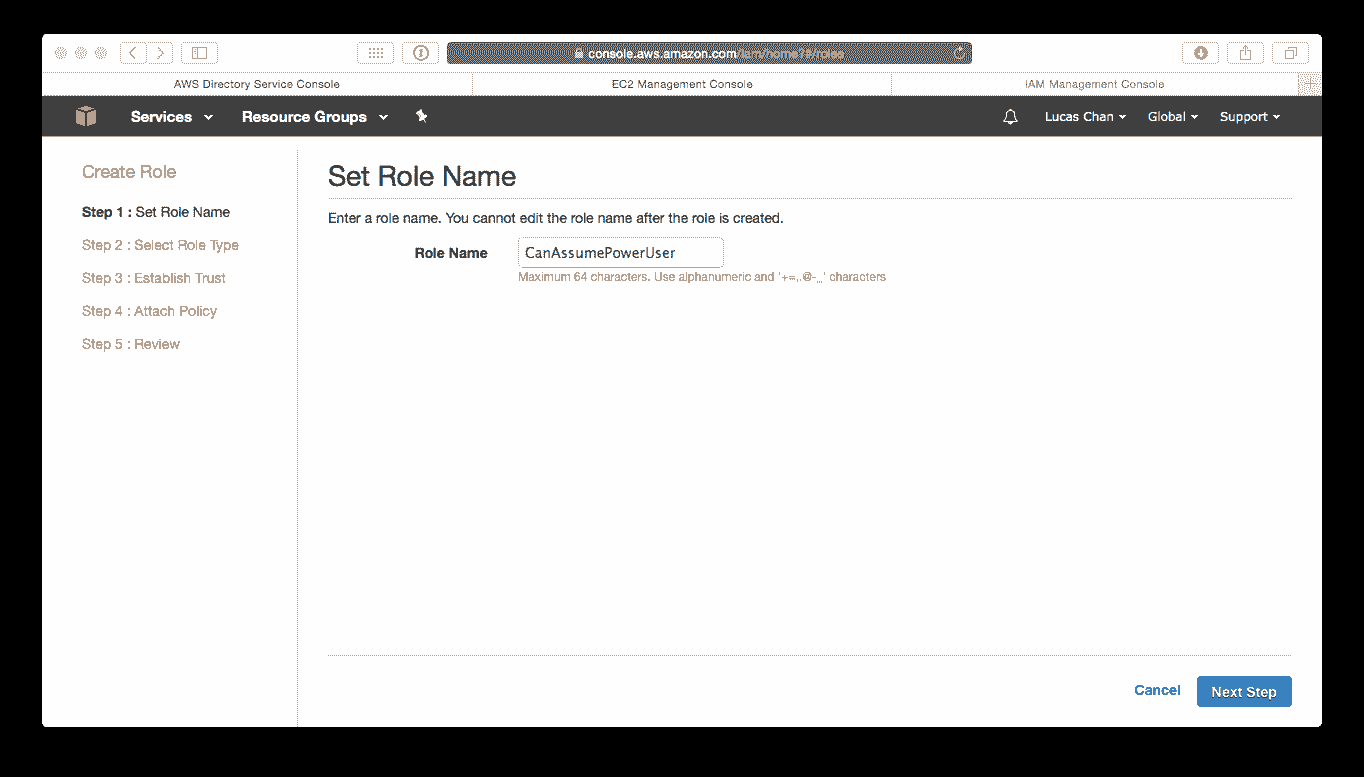 console.aws.amazon.com/iam/home?#roles
AWS Directory Service Console
EC2 Management Console
IAM Management Console
Services
Resource Groups
Lucas Chan
Global
Support
Create Role
Step 1 : Set Role Name
Step 2 : Select Role Type
Step 3 : Establish Trust
Step 4 : Attach Policy
Step 5 : Review
Set Role Name
Enter a role name. You cannot edit the role name after the role is created.
Role Name
CanAssumePowerUser
Maximum 64 characters. Use alphanumeric and '+=,.@-_' characters
Cancel
Next Step